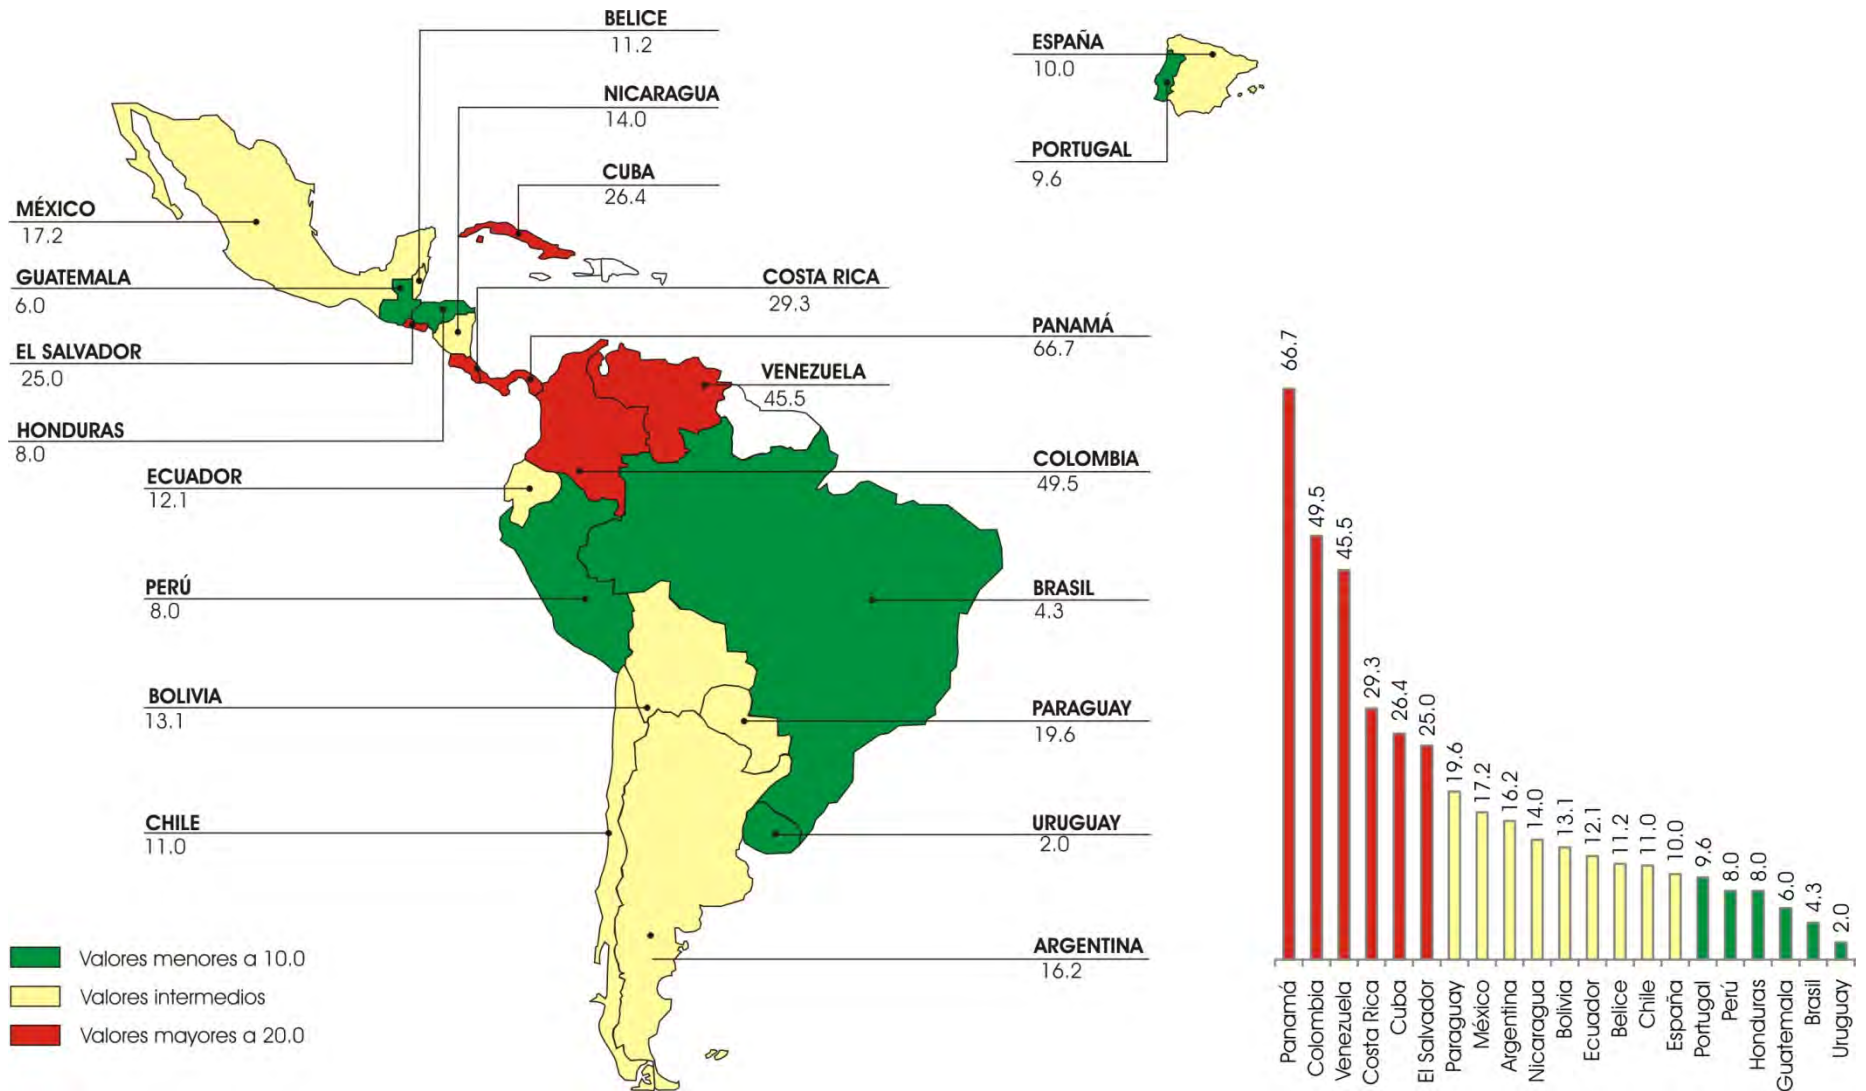 BELICE
11.2
NICARAGUA
14.0
CUBA
26.4
MÉXICO
17.2
GUATEMALA
6.0
EL SALVADOR
25.0
HONDURAS
8.0
COSTA RICA
29.3
PANAMÁ
66.7
VENEZUELA
45.5
COLOMBIA
49.5
ECUADOR
12.1
PERÚ
8.0
BRASIL
4.3
BOLIVIA
13.1
PARAGUAY
19.6
CHILE
11.0
URUGUAY
2.0
ARGENTINA
16.2
ESPAÑA
10.0
PORTUGAL
9.6
Valores menores a 10.0
Valores intermedios
Valores mayores a 20.0
66.7
49.5
45.5
29.3
26.4
25.0
19.6
17.2
16.2
14.0
13.1
12.1
11.2
11.0
10.0
9.6
8.0
8.0
6.0
4.3
2.0
Panamá
Colombia
Venezuela
Costa Rica
Cuba
El Salvador
Paraguay
México
Argentina
Nicaragua
Bolivia
Ecuador
Belice
Chile
España
Portugal
Perú
Honduras
Guatemala
Brasil
Uruguay